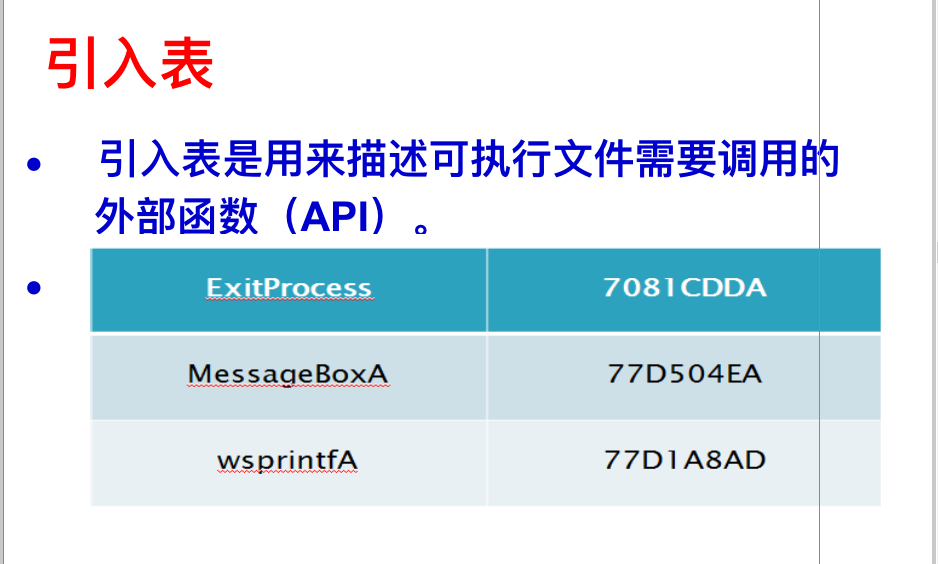 引入表
引入表是用来描述可执行文件需要调用的
外部函数（API）。
ExitProcess 7081CDDA
MessageBoxA 77D504EA
wsprintfA 77D1A8AD